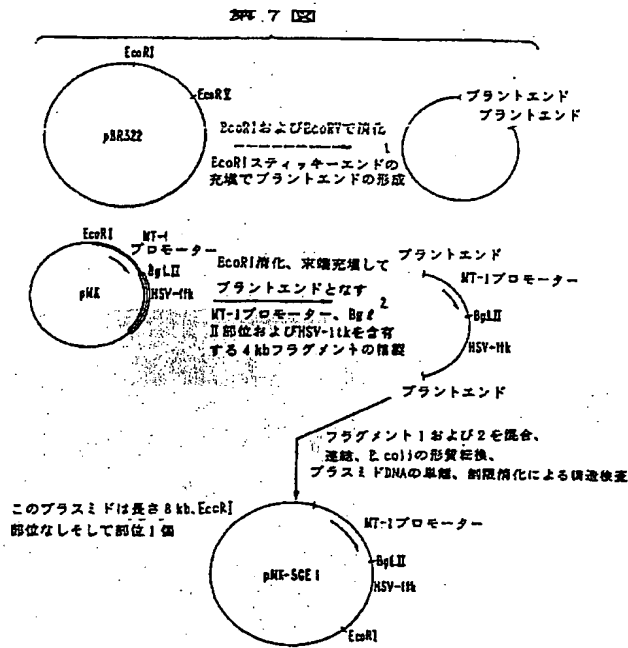 第７図
EcoRI
EcoRV
pBR322
EcoRIおよびEcoRVで消化
1
EcoRIスティッキーエンドの
充填でブラントエンドの形成
ブラントエンド
ブラントエンド
EcoRI
MT-1
プロモーター
BgLII
HSV-1tk
pMK
EcoRI消化、末端充填して
ブラントエンドとなす
2
MT-1プロモーター、Bgℓ
II部位およびHSV-1tkを含有
する４kbフラグメントの
ブラントエンド
MT-1プロモーター
BgLII
HSV-1tk
ブラントエンド
フラグメント１および２を混合、
連結、E.coliの形質転換、
プラスミドDNAの単離、制限消化による構造検査
このプラスミドは長さ８kb、EcoRI
部位なしそして部位１個
MT-1プロモーター
BgLII
HSV-1tk
pMK-SGE1
EcoRI